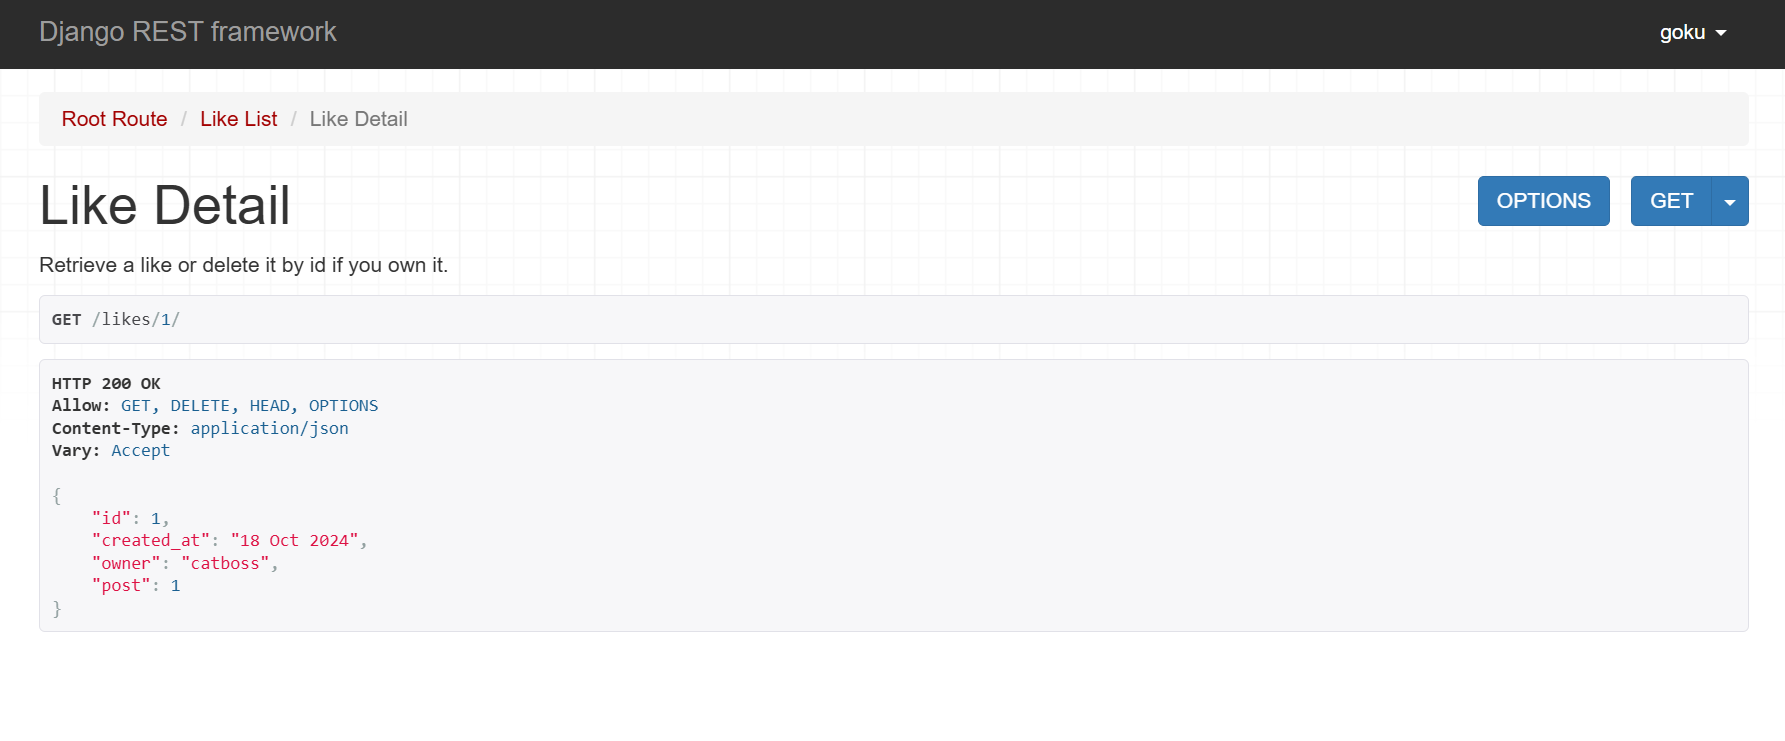 Django REST framework
goku
Root Route / Like List / Like Detail
Like Detail
OPTIONS
GET
Retrieve a like or delete it by id if you own it.
GET /likes/1/
HTTP 200 OK
Allow: GET, DELETE, HEAD, OPTIONS
Content-Type: application/json
Vary: Accept
{
    "id": 1,
    "created_at": "18 Oct 2024",
    "owner": "catboss",
    "post": 1
}